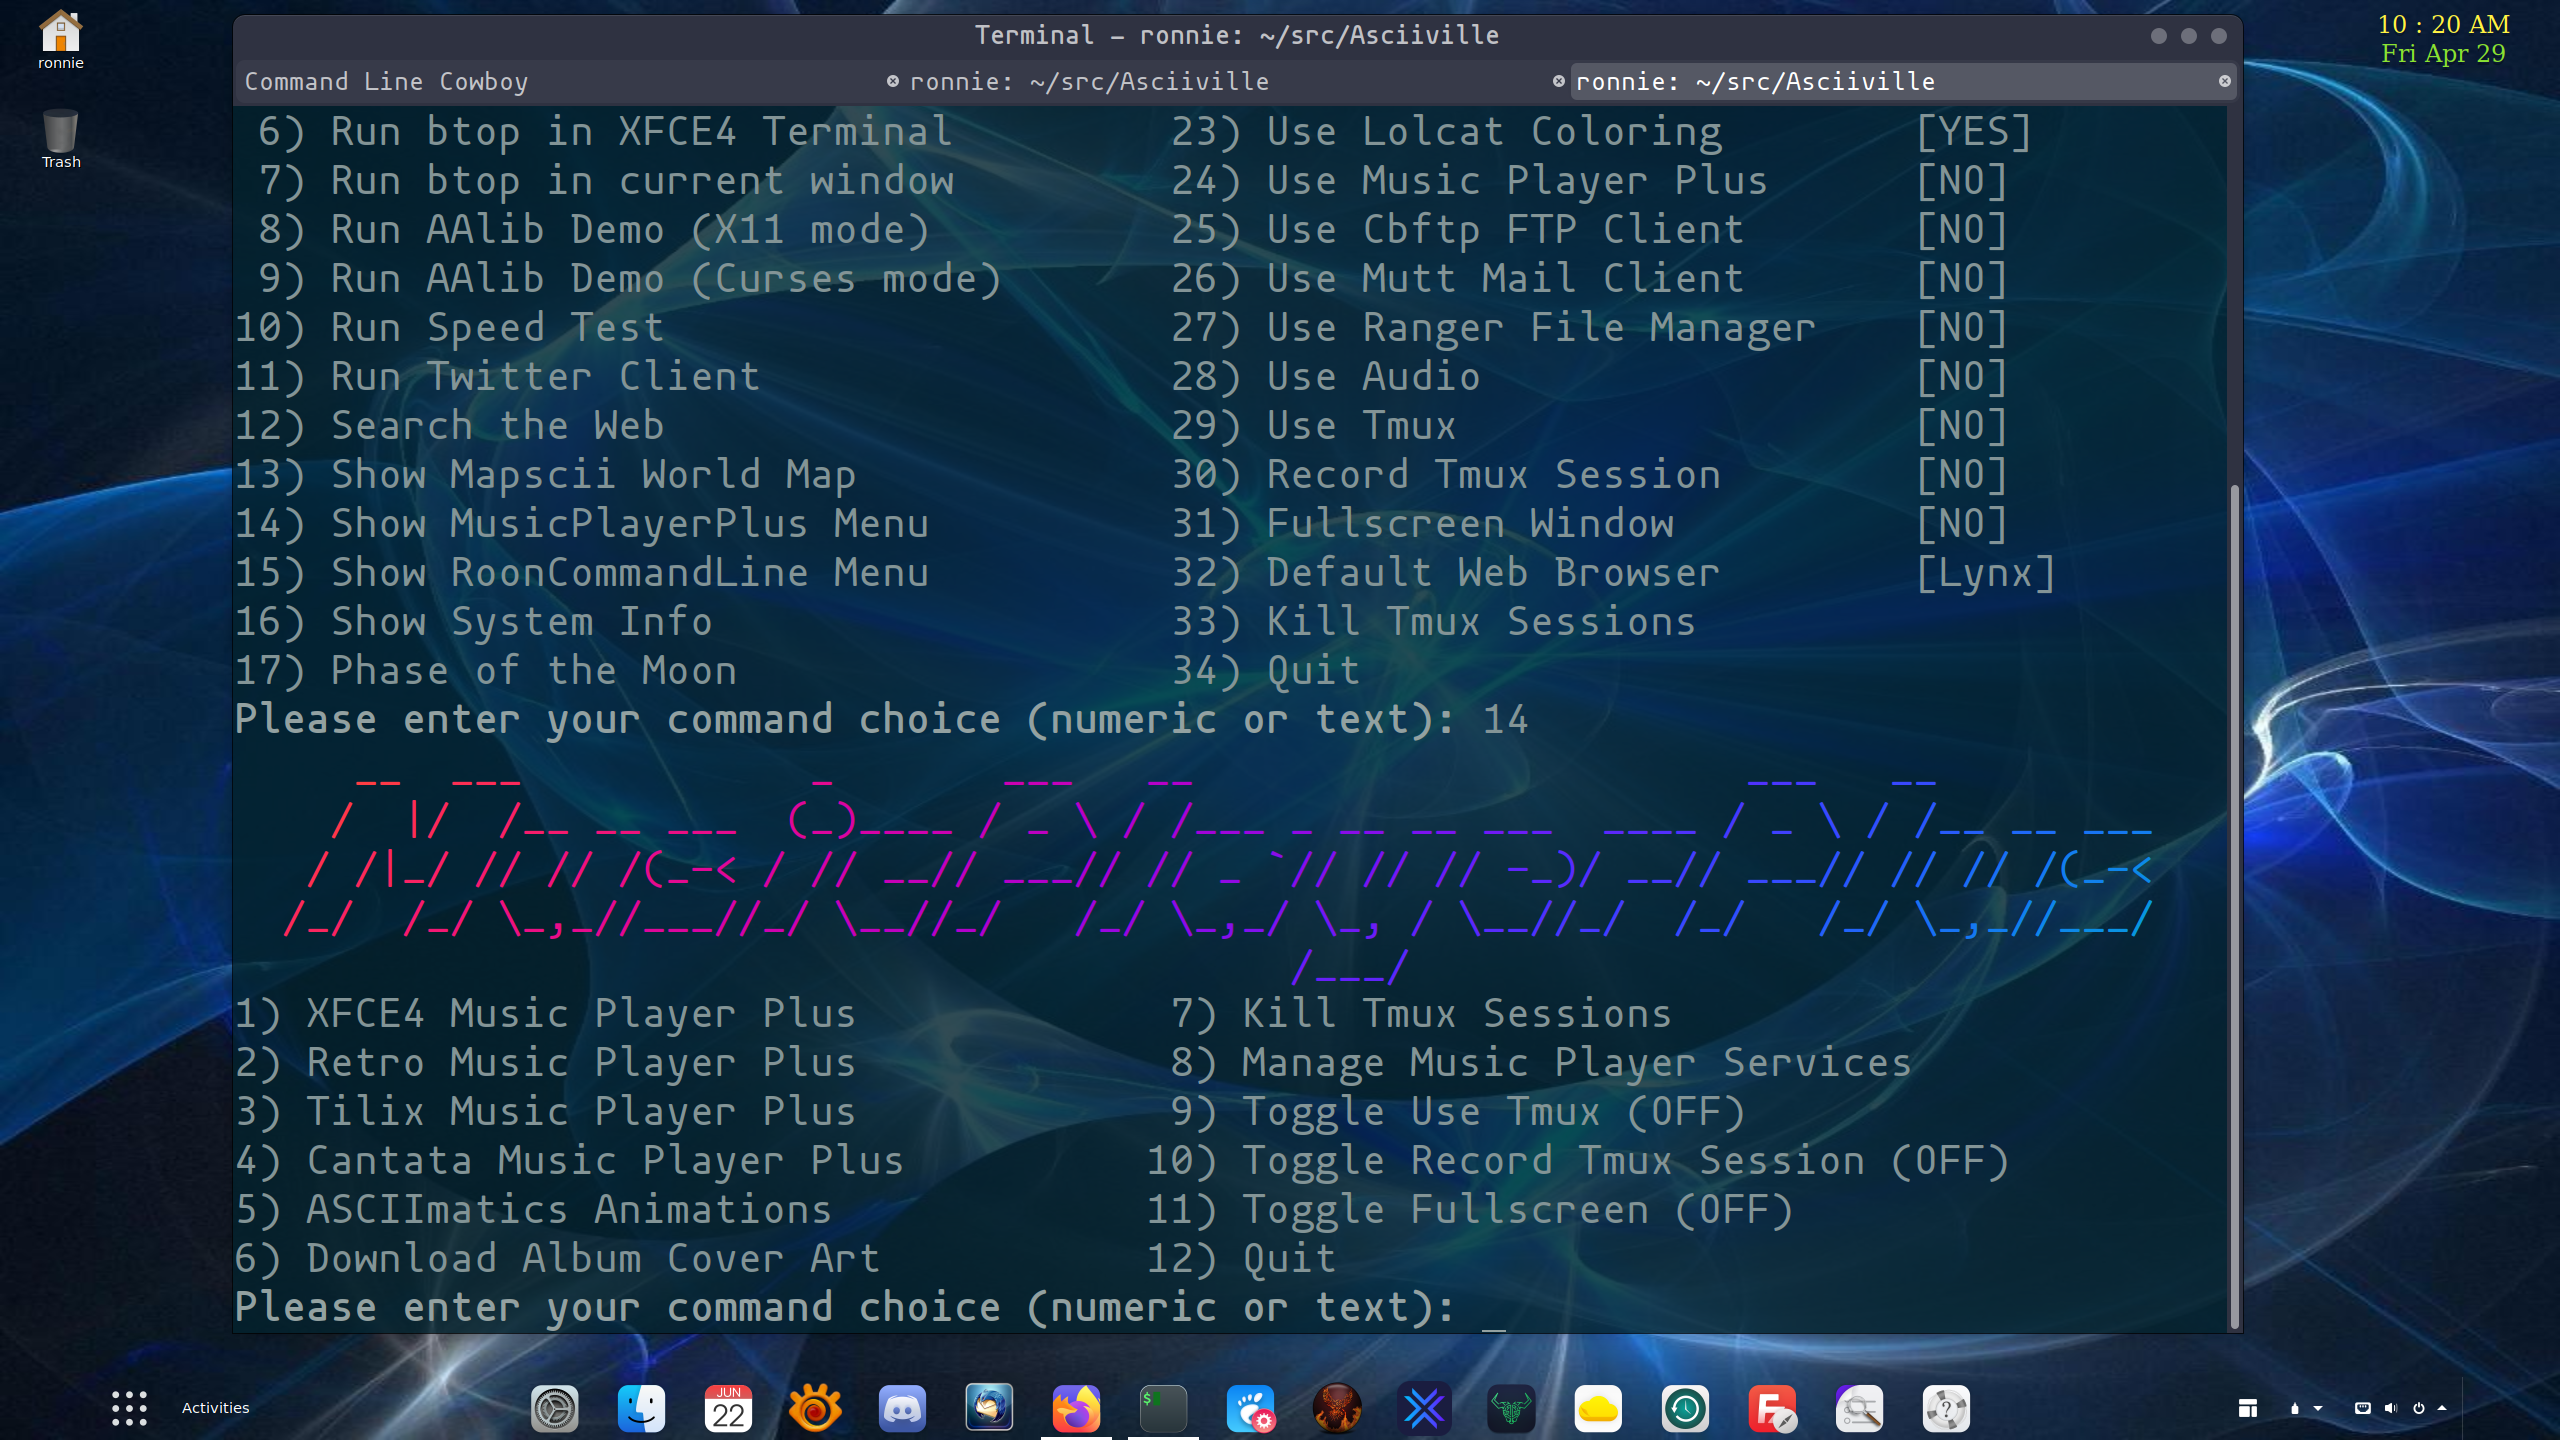 ronnie
Trash
10 : 20 AM
Fri Apr 29
Terminal – ronnie: ~/src/Asciiville
Command Line Cowboy
ronnie: ~/src/Asciiville
ronnie: ~/src/Asciiville
6) Run btop in XFCE4 Terminal 23) Use Lolcat Coloring [YES]
7) Run btop in current window 24) Use Music Player Plus [NO]
8) Run AAlib Demo (X11 mode) 25) Use Cbftp FTP Client [NO]
9) Run AAlib Demo (Curses mode) 26) Use Mutt Mail Client [NO]
10) Run Speed Test 27) Use Ranger File Manager [NO]
11) Run Twitter Client 28) Use Audio [NO]
12) Search the Web 29) Use Tmux [NO]
13) Show Mapscii World Map 30) Record Tmux Session [NO]
14) Show MusicPlayerPlus Menu 31) Fullscreen Window [NO]
15) Show RoonCommandLine Menu 32) Default Web Browser [Lynx]
16) Show System Info 33) Kill Tmux Sessions
17) Phase of the Moon 34) Quit
Please enter your command choice (numeric or text): 14
MusicPlayerPlus
1) XFCE4 Music Player Plus 7) Kill Tmux Sessions
2) Retro Music Player Plus 8) Manage Music Player Services
3) Tilix Music Player Plus 9) Toggle Use Tmux (OFF)
4) Cantata Music Player Plus 10) Toggle Record Tmux Session (OFF)
5) ASCIImatics Animations 11) Toggle Fullscreen (OFF)
6) Download Album Cover Art 12) Quit
Please enter your command choice (numeric or text): _
Activities
JUN
22
$
F
?